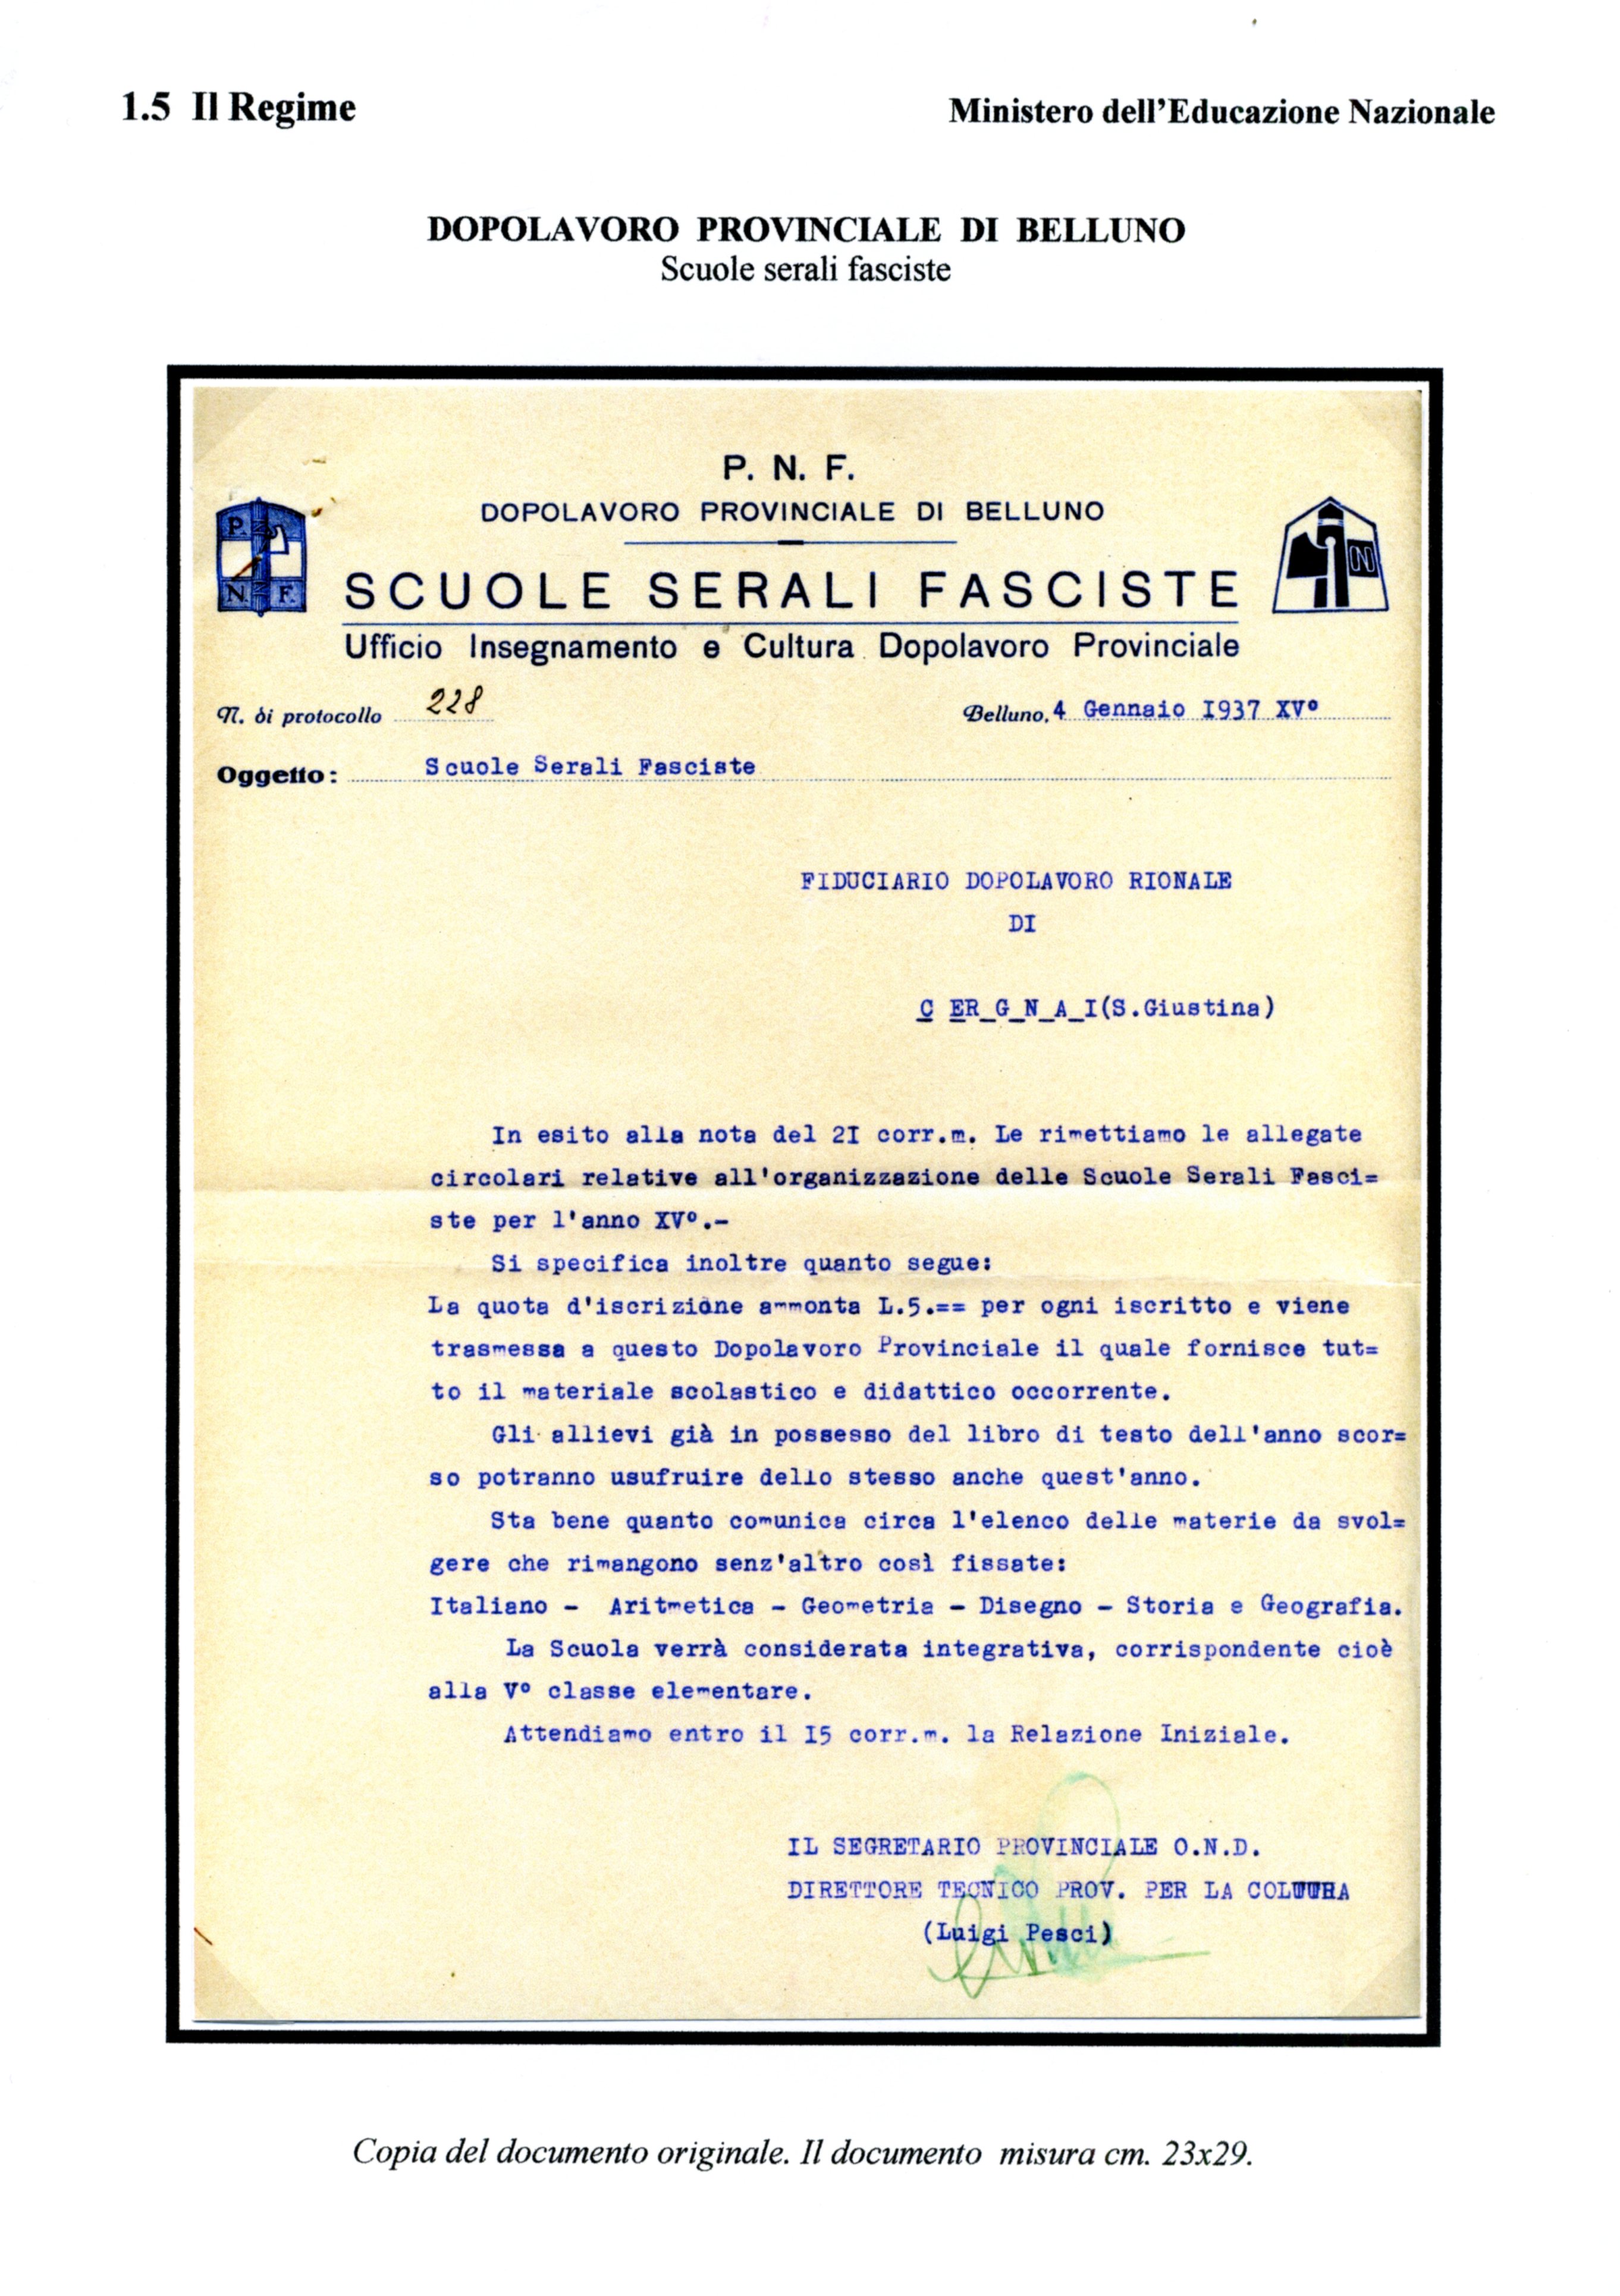 1.5 Il Regime
Ministero dell'Educazione Nazionale
DOPOLAVORO PROVINCIALE DI BELLUNO
Scuole serali fasciste
P. N. F.
DOPOLAVORO PROVINCIALE DI BELLUNO
P. N. F.
N
SCUOLE SERALI FASCISTE
Ufficio Insegnamento e Cultura Dopolavoro Provinciale
N. di protocollo 228
Belluno, 4 Gennaio I937 XVº
Oggetto: Scuole Serali Fasciste
FIDUCIARIO DOPOLAVORO RIONALE
DI
C ER_G_N_A_I(S.Giustina)
In esito alla nota del 2I corr.m. Le rimettiamo le allegate
circolari relative all'organizzazione delle Scuole Serali Fasci=
ste per l'anno XVº.-
Si specifica inoltre quanto segue:
La quota d'iscrizione ammonta L.5.== per ogni iscritto e viene
trasmessa a questo Dopolavoro Provinciale il quale fornisce tut=
to il materiale scolastico e didattico occorrente.
Gli allievi già in possesso del libro di testo dell'anno scor=
so potranno usufruire dello stesso anche quest'anno.
Sta bene quanto comunica circa l'elenco delle materie da svol=
gere che rimangono senz'altro così fissate:
Italiano - Aritmetica - Geometria - Disegno - Storia e Geografia.
La Scuola verrà considerata integrativa, corrispondente cioè
alla Vº classe elementare.
Attendiamo entro il I5 corr.m. la Relazione Iniziale.
IL SEGRETARIO PROVINCIALE O.N.D.
DIRETTORE TECNICO PROV. PER LA COLTURA
(Luigi Pesci)
Copia del documento originale. Il documento misura cm. 23x29.